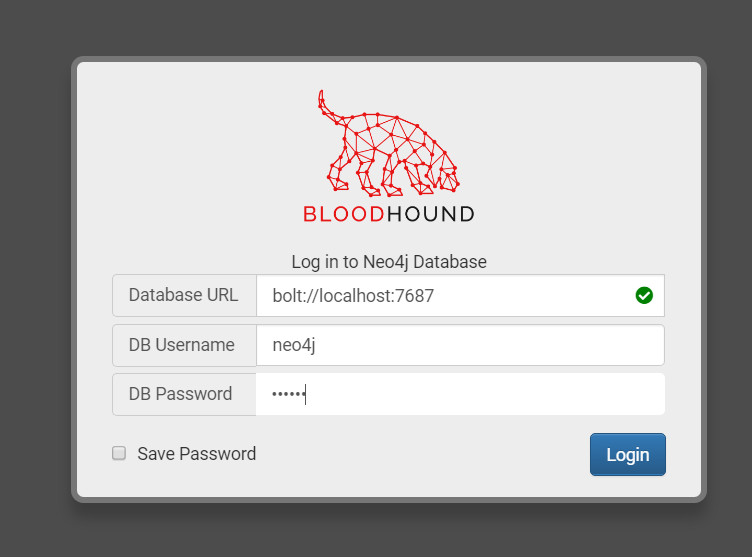 BLOODHOUND
Log in to Neo4j Database
Database URL bolt://localhost:7687
DB Username neo4j
DB Password ••••••
Save Password Login